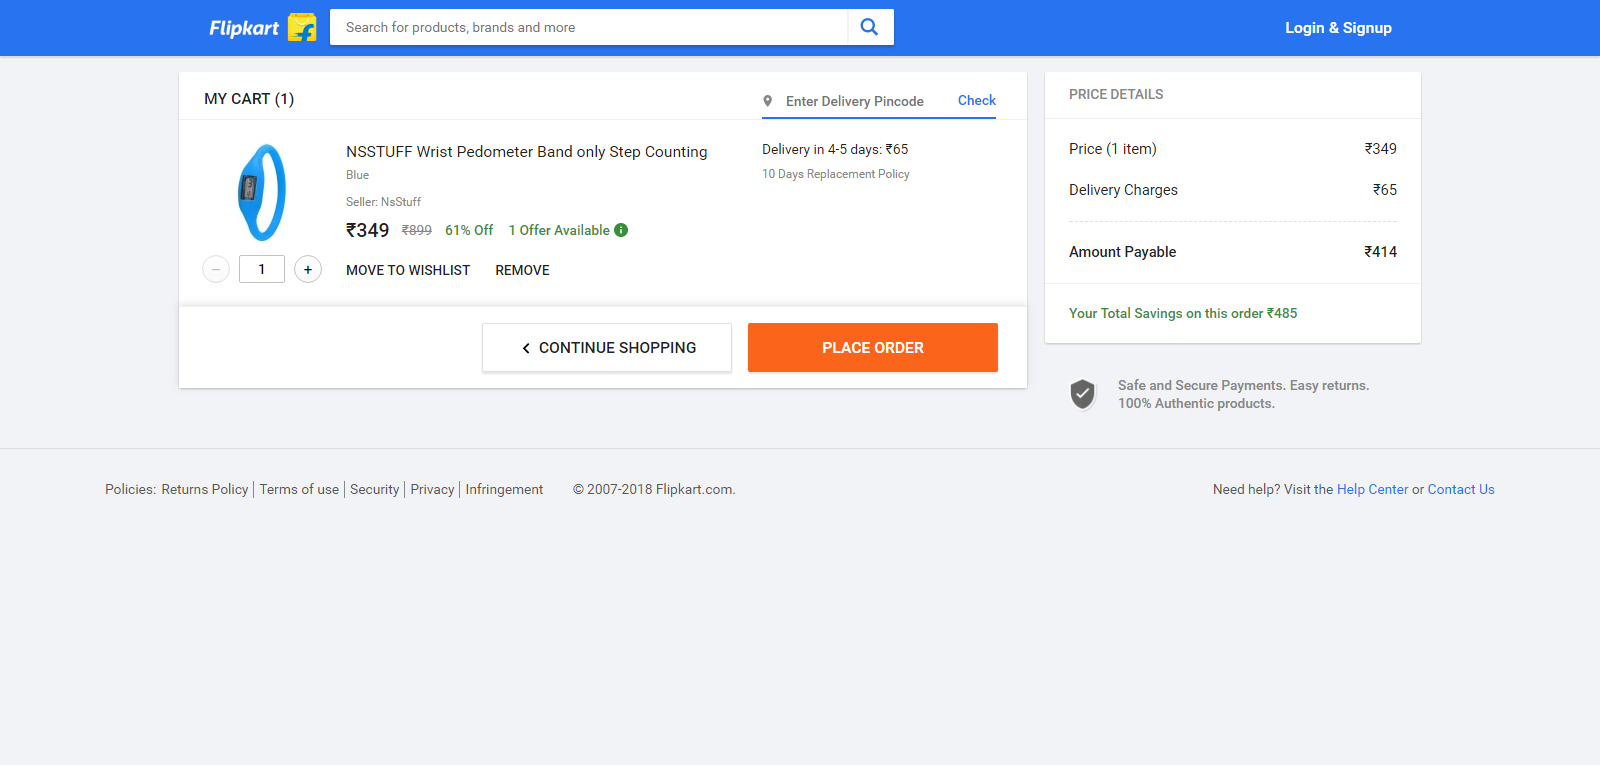 Flipkart
Search for products, brands and more
Login & Signup
MY CART (1)
Enter Delivery Pincode
Check
NSSTUFF Wrist Pedometer Band only Step Counting
Blue
Seller: NsStuff
₹349 ₹899 61% Off 1 Offer Available
Delivery in 4-5 days: ₹65
10 Days Replacement Policy
− 1 +
MOVE TO WISHLIST REMOVE
CONTINUE SHOPPING
PLACE ORDER
PRICE DETAILS
Price (1 item) ₹349
Delivery Charges ₹65
Amount Payable ₹414
Your Total Savings on this order ₹485
Safe and Secure Payments. Easy returns.
100% Authentic products.
Policies: Returns Policy | Terms of use | Security | Privacy | Infringement © 2007-2018 Flipkart.com.
Need help? Visit the Help Center or Contact Us